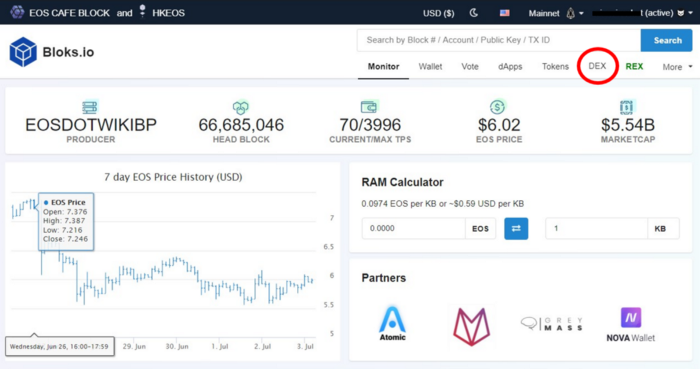 EOS CAFE BLOCK and HKEOS
USD ($) Mainnet (active)
Bloks.io
Search by Block # / Account / Public Key / TX ID Search
Monitor Wallet Vote dApps Tokens DEX REX More
EOSDOTWIKIBP 66,685,046 70/3996 $6.02 $5.54B
PRODUCER HEAD BLOCK CURRENT/MAX TPS EOS PRICE MARKETCAP
7 day EOS Price History (USD)
EOS Price
Open: 7.376
High: 7.387
Low: 7.216
Close: 7.246
7
6.5
6
5.5
5
Wednesday, Jun 26, 16:00-17:59
29. Jun 30. Jun 1. Jul 2. Jul 3. Jul
RAM Calculator
0.0974 EOS per KB or ~$0.59 USD per KB
0.0000 EOS 1 KB
Partners
Atomic
GREY
MASS
NOVA Wallet